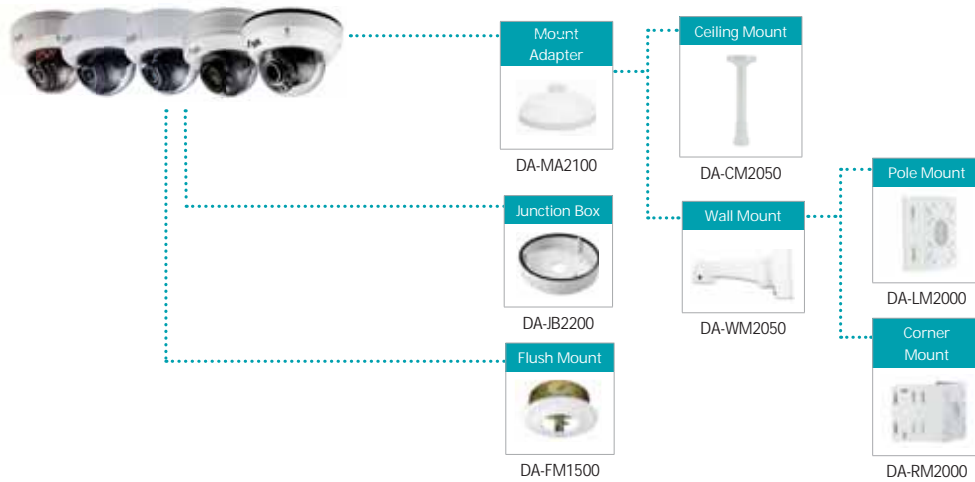 Mount
Adapter
DA-MA2100
Ceiling Mount
DA-CM2050
Junction Box
DA-JB2200
Wall Mount
DA-WM2050
Pole Mount
DA-LM2000
Flush Mount
DA-FM1500
Corner
Mount
DA-RM2000